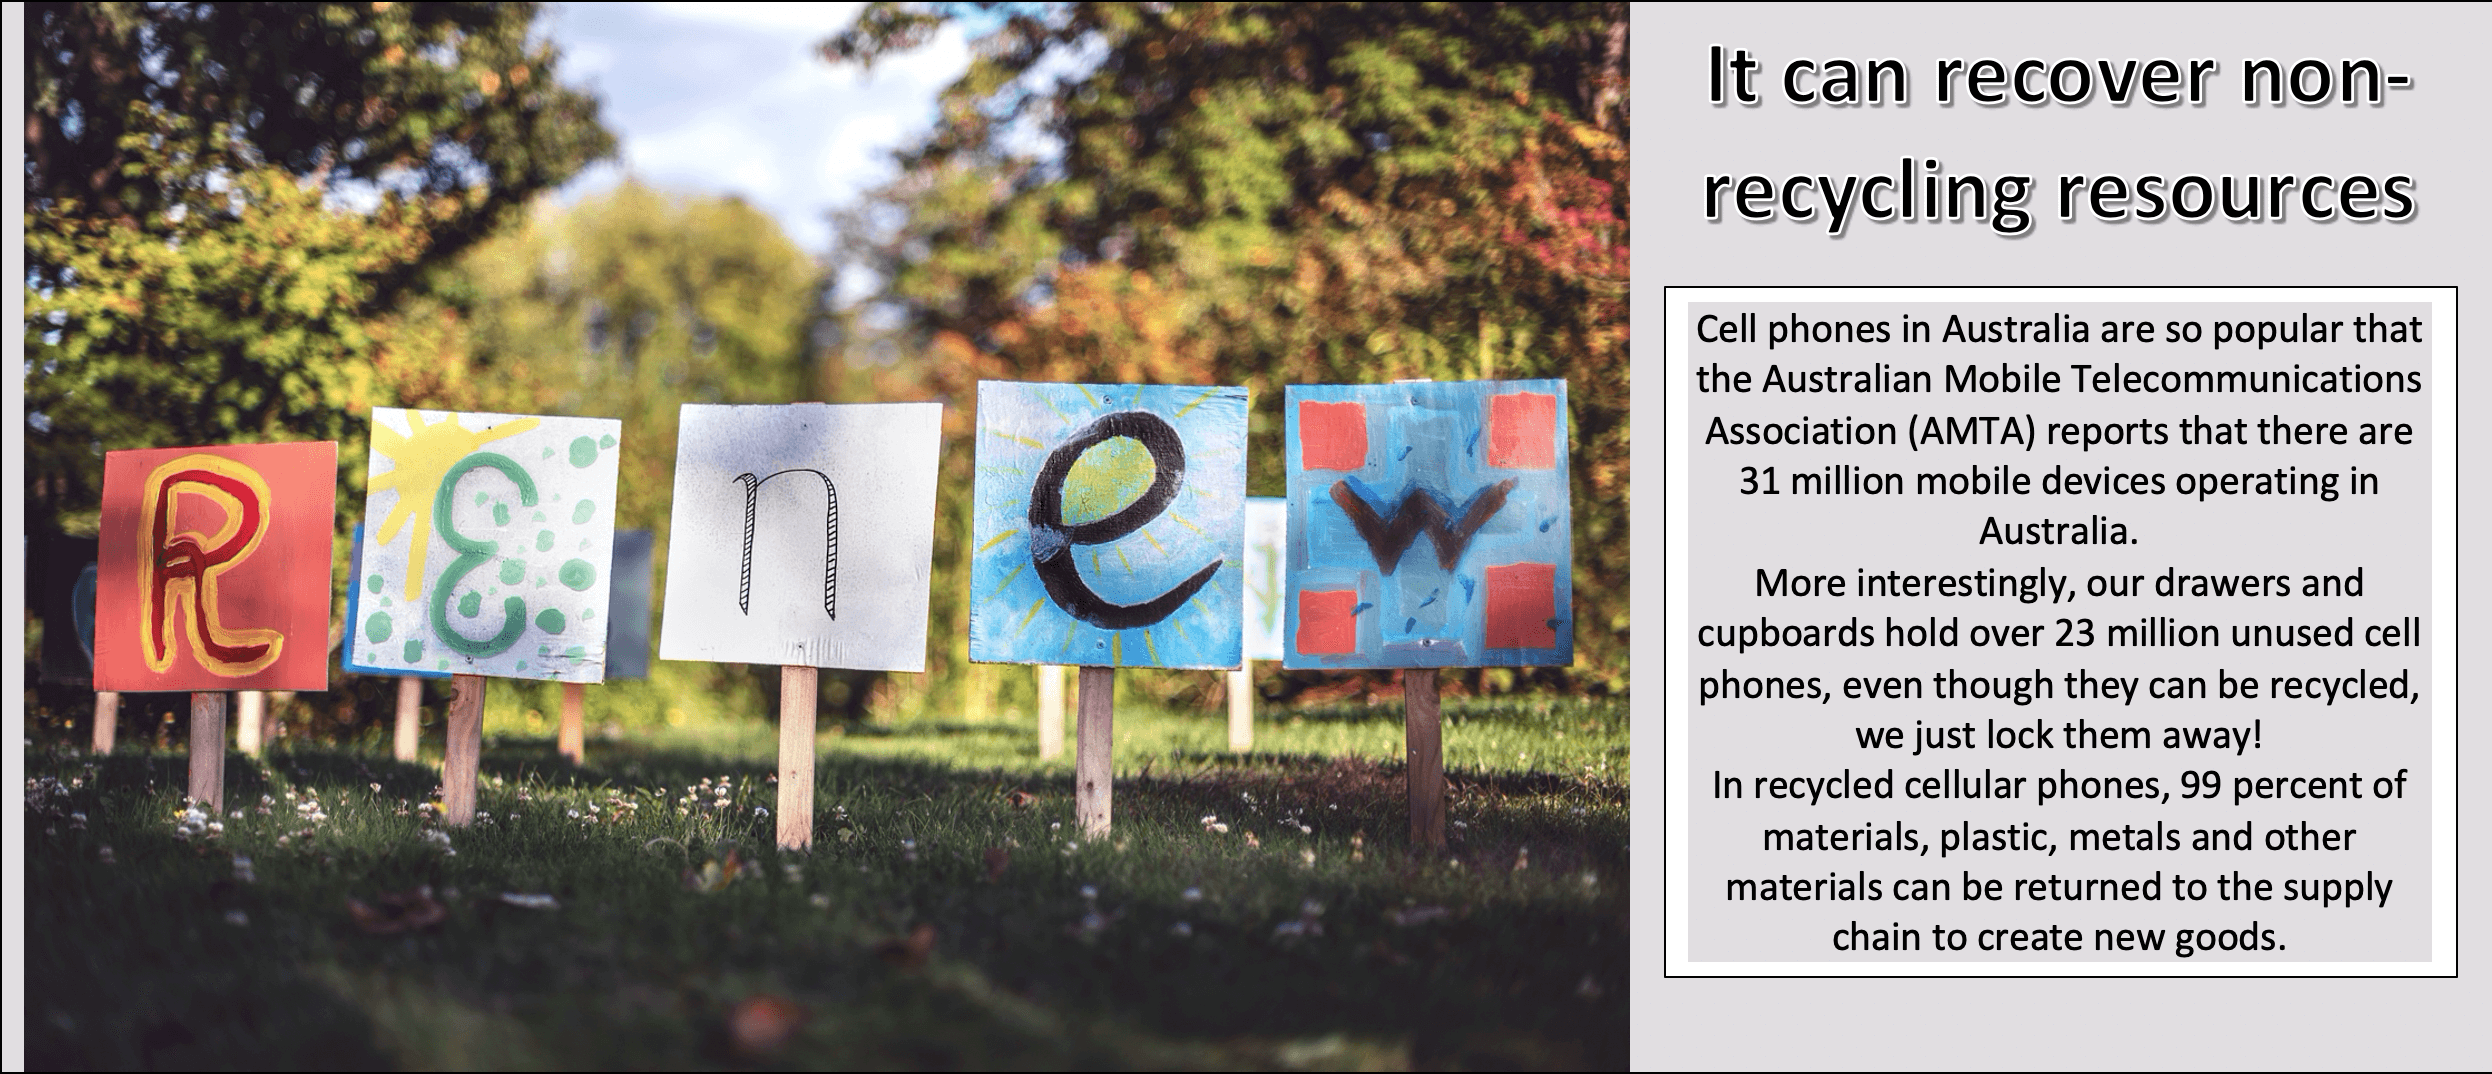 R ε n e w
It can recover non-
recycling resources
Cell phones in Australia are so popular that
the Australian Mobile Telecommunications
Association (AMTA) reports that there are
31 million mobile devices operating in
Australia.
More interestingly, our drawers and
cupboards hold over 23 million unused cell
phones, even though they can be recycled,
we just lock them away!
In recycled cellular phones, 99 percent of
materials, plastic, metals and other
materials can be returned to the supply
chain to create new goods.